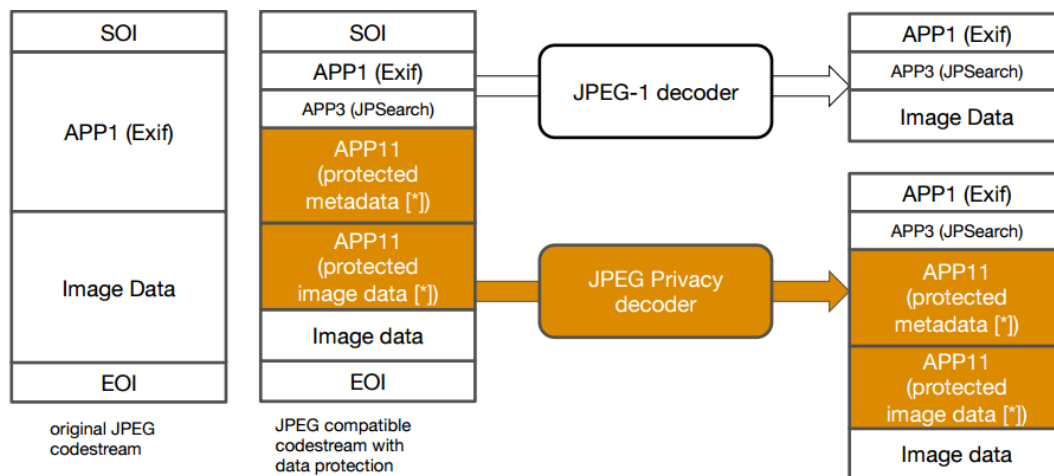 SOI
APP1 (Exif)
Image Data
EOI
original JPEG
codestream
SOI
APP1 (Exif)
APP3 (JPSearch)
APP11
(protected
metadata [*])
APP11
(protected
image data [*])
Image data
EOI
JPEG compatible
codestream with
data protection
JPEG-1 decoder
JPEG Privacy
decoder
APP1 (Exif)
APP3 (JPSearch)
Image Data
APP1 (Exif)
APP3 (JPSearch)
APP11
(protected
metadata [*])
APP11
(protected
image data [*])
Image data